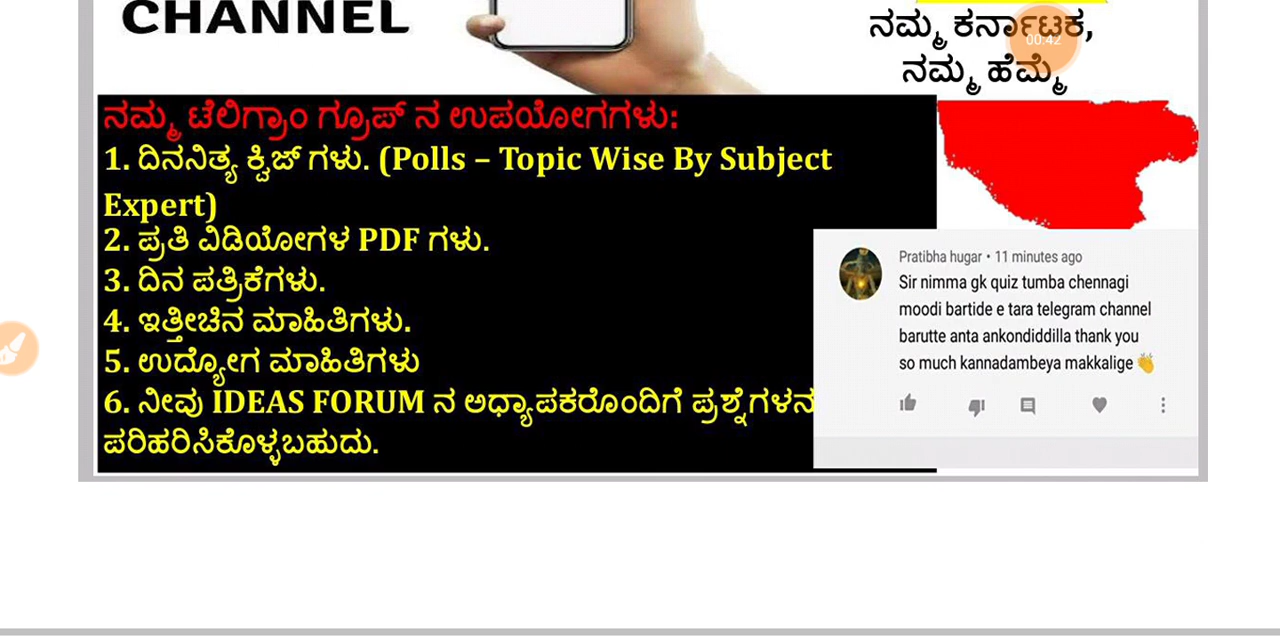 CHANNEL
ನಮ್ಮ ಕರ್ನಾಟಕ,
00:42
ನಮ್ಮ ಹೆಮ್ಮೆ
ನಮ್ಮ ಟೆಲಿಗ್ರಾಂ ಗ್ರೂಪ್ ನ ಉಪಯೋಗಗಳು:
1. ದಿನನಿತ್ಯ ಕ್ವಿಜ್ ಗಳು. (Polls – Topic Wise By Subject
Expert)
2. ಪ್ರತಿ ವಿಡಿಯೋಗಳ PDF ಗಳು.
3. ದಿನ ಪತ್ರಿಕೆಗಳು.
4. ಇತ್ತೀಚಿನ ಮಾಹಿತಿಗಳು.
5. ಉದ್ಯೋಗ ಮಾಹಿತಿಗಳು
6. ನೀವು IDEAS FORUM ನ ಅಧ್ಯಾಪಕರೊಂದಿಗೆ
ಪರಿಹರಿಸಿಕೊಳ್ಳಬಹುದು.
Pratibha hugar • 11 minutes ago
Sir nimma gk quiz tumba chennagi
moodi bartide e tara telegram channel
barutte anta ankondiddilla thank you
so much kannadambeya makkalige 👏